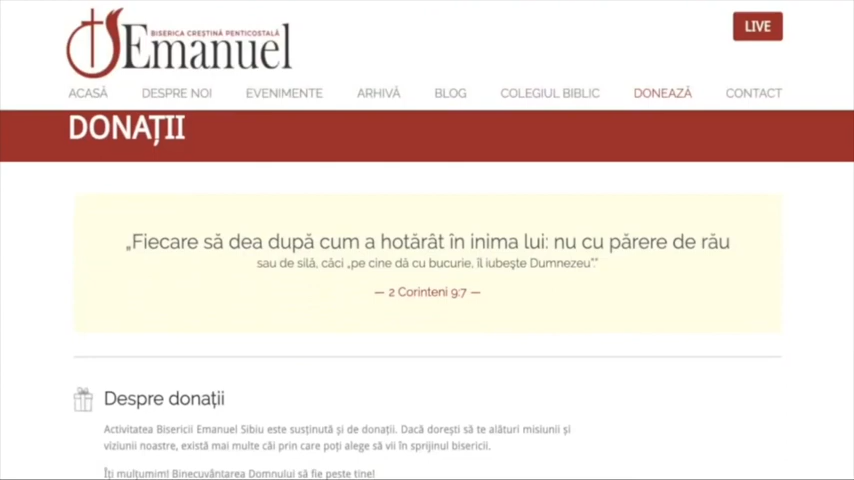 BISERICA CREȘTINĂ PENTICOSTALĂ
Emanuel
LIVE
ACASĂ DESPRE NOI EVENIMENTE ARHIVĂ BLOG COLEGIUL BIBLIC DONEAZĂ CONTACT
DONAȚII
„Fiecare să dea după cum a hotărât în inima lui: nu cu părere de rău
sau de silă, căci „pe cine dă cu bucurie, îl iubește Dumnezeu”.”
— 2 Corinteni 9:7 —
Despre donații
Activitatea Bisericii Emanuel Sibiu este susținută și de donații. Dacă dorești să te alături misiunii și
viziunii noastre, există mai multe căi prin care poți alege să vii în sprijinul bisericii.
Îți mulțumim! Binecuvântarea Domnului să fie peste tine!